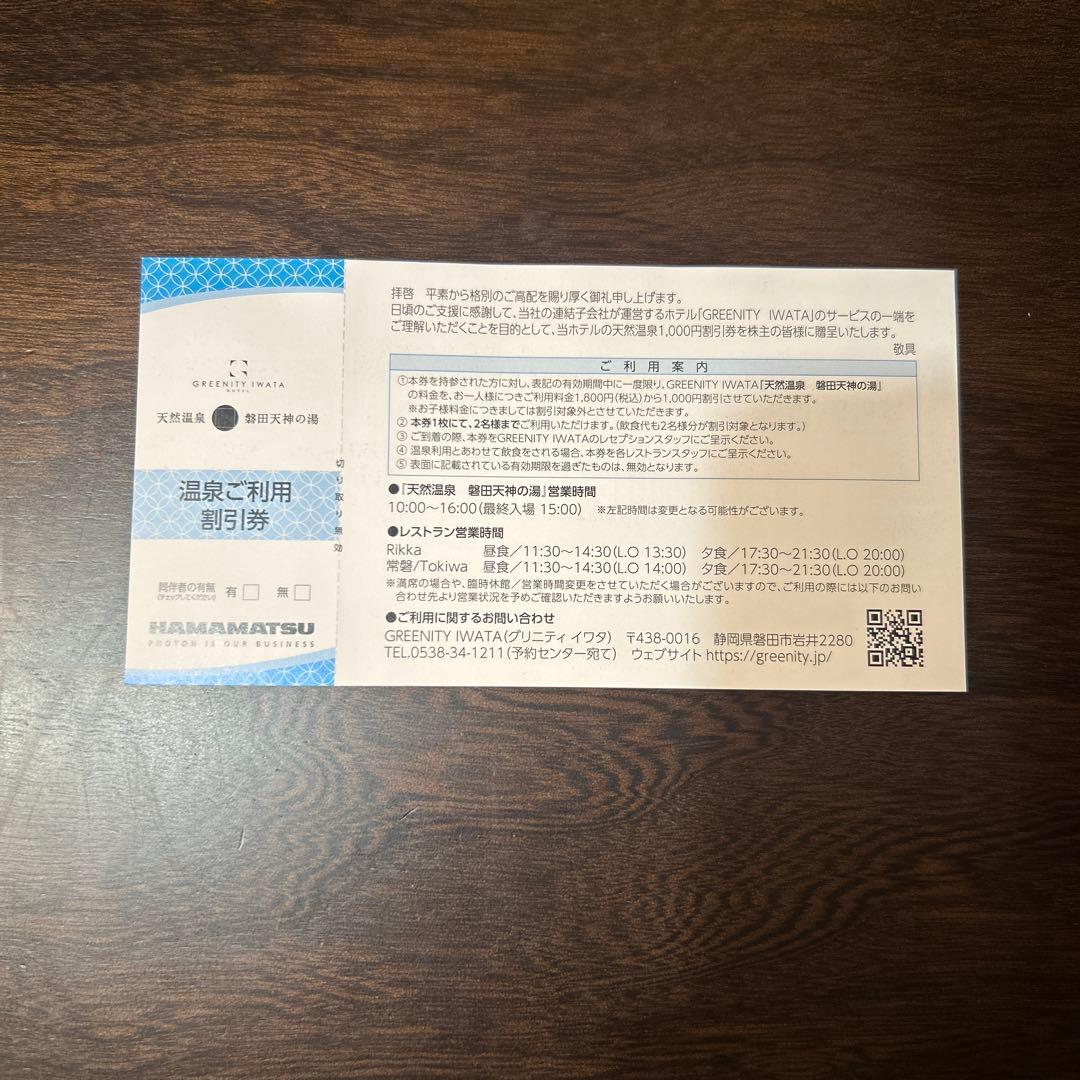 GREENITY IWATA
HOTEL
天然温泉 磐田天神の湯
温泉ご利用
割引券
同伴者の有無
(チェックしてください)
有 □ 無 □
HAMAMATSU
PHOTON IS OUR BUSINESS
切り取り無効
拝啓 平素から格別のご高配を賜り厚く御礼申し上げます。
日頃のご支援に感謝して、当社の連結子会社が運営するホテル「GREENITY IWATA」のサービスの一端を
ご理解いただくことを目的として、当ホテルの天然温泉1,000円割引券を株主の皆様に贈呈いたします。
敬具
ご利用案内
①本券を持参された方に対し、表記の有効期間中に一度限り、GREENITY IWATA『天然温泉 磐田天神の湯』
の料金を、お一人様につきご利用料金1,800円(税込)から1,000円割引させていただきます。
※お子様料金につきましては割引対象外とさせていただきます。
②本券1枚にて、2名様までご利用いただけます。(飲食代も2名様分が割引対象となります。)
③ご到着の際、本券をGREENITY IWATAのレセプションスタッフにご呈示ください。
④温泉利用とあわせて飲食をされる場合、本券を各レストランスタッフにご呈示ください。
⑤表面に記載されている有効期限を過ぎたものは、無効となります。
●『天然温泉 磐田天神の湯』営業時間
10:00～16:00(最終入場 15:00) ※左記時間は変更となる可能性がございます。
●レストラン営業時間
Rikka 昼食/11:30～14:30(L.O 13:30) 夕食/17:30～21:30(L.O 20:00)
常磐/Tokiwa 昼食/11:30～14:30(L.O 14:00) 夕食/17:30～21:30(L.O 20:00)
※満席の場合や、臨時休館/営業時間変更をさせていただく場合がございますので、ご利用の際には以下のお問い
合わせ先より営業状況を予めご確認いただきますようお願いいたします。
●ご利用に関するお問い合わせ
GREENITY IWATA(グリニティ イワタ) 〒438-0016 静岡県磐田市岩井2280
TEL.0538-34-1211(予約センター宛て) ウェブサイト https://greenity.jp/